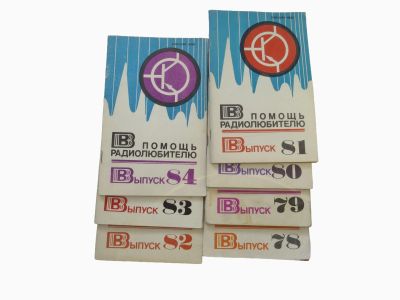 В ПОМОЩЬ
РАДИОЛЮБИТЕЛЮ
Выпуск 84
Выпуск 83
Выпуск 82
В ПОМОЩЬ
РАДИОЛЮБИТЕЛЮ
Выпуск 81
Выпуск 80
Выпуск 79
Выпуск 78